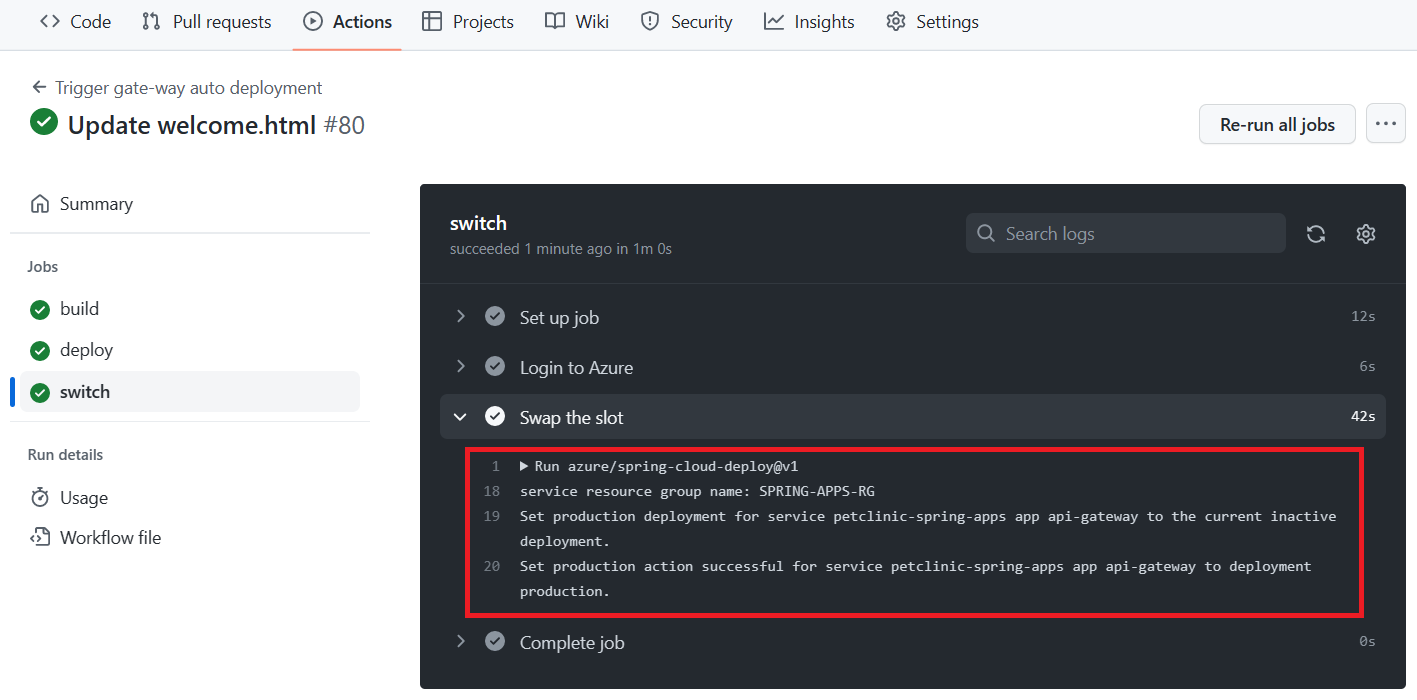 Code Pull requests Actions Projects Wiki Security Insights Settings
Trigger gate-way auto deployment
Update welcome.html #80
Re-run all jobs
Summary
Jobs
build
deploy
switch
Run details
Usage
Workflow file
switch
succeeded 1 minute ago in 1m 0s
Search logs
Set up job 12s
Login to Azure 6s
Swap the slot 42s
1 Run azure/spring-cloud-deploy@v1
18 service resource group name: SPRING-APPS-RG
19 Set production deployment for service petclinic-spring-apps app api-gateway to the current inactive
deployment.
20 Set production action successful for service petclinic-spring-apps app api-gateway to deployment
production.
Complete job 0s